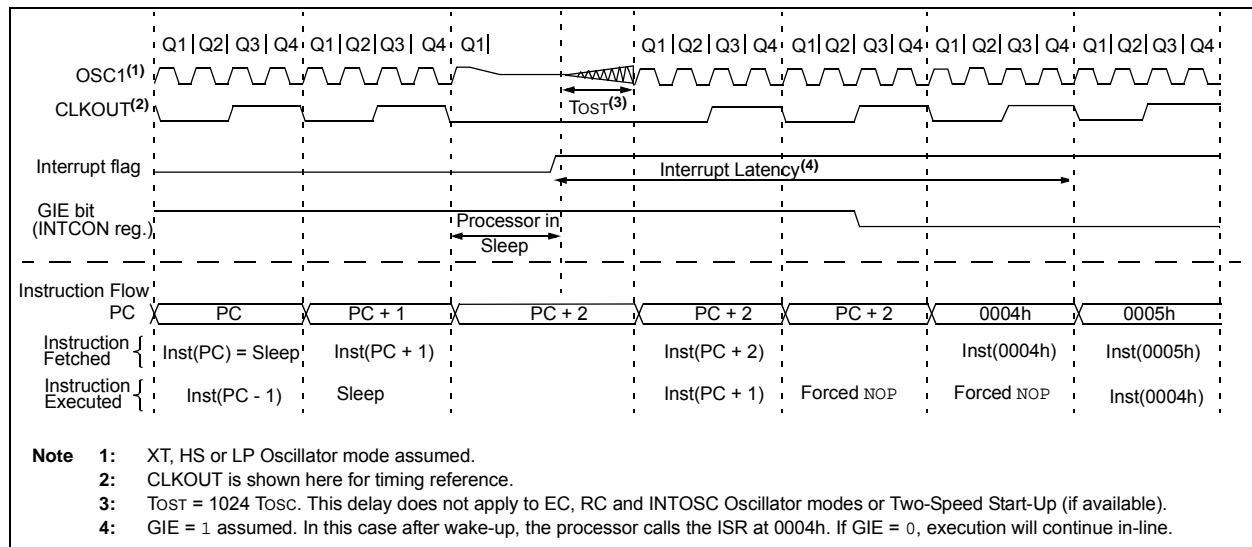 Q1 | Q2 | Q3 | Q4 | Q1 | Q2 | Q3 | Q4 | Q1 | Q1 | Q2 | Q3 | Q4 | Q1 | Q2 | Q3 | Q4 | Q1 | Q2 | Q3 | Q4 | Q1 | Q2 | Q3 | Q4
OSC1(1)
TOST(3)
CLKOUT(2)
Interrupt flag
Interrupt Latency(4)
GIE bit
(INTCON reg.)
Processor in
Sleep
Instruction Flow
PC PC PC + 1 PC + 2 PC + 2 PC + 2 0004h 0005h
Instruction
Fetched { Inst(PC) = Sleep Inst(PC + 1) Inst(PC + 2) Inst(0004h) Inst(0005h)
Instruction
Executed { Inst(PC - 1) Sleep Inst(PC + 1) Forced NOP Forced NOP Inst(0004h)
Note 1: XT, HS or LP Oscillator mode assumed.
2: CLKOUT is shown here for timing reference.
3: TOST = 1024 TOSC. This delay does not apply to EC, RC and INTOSC Oscillator modes or Two-Speed Start-Up (if available).
4: GIE = 1 assumed. In this case after wake-up, the processor calls the ISR at 0004h. If GIE = 0, execution will continue in-line.